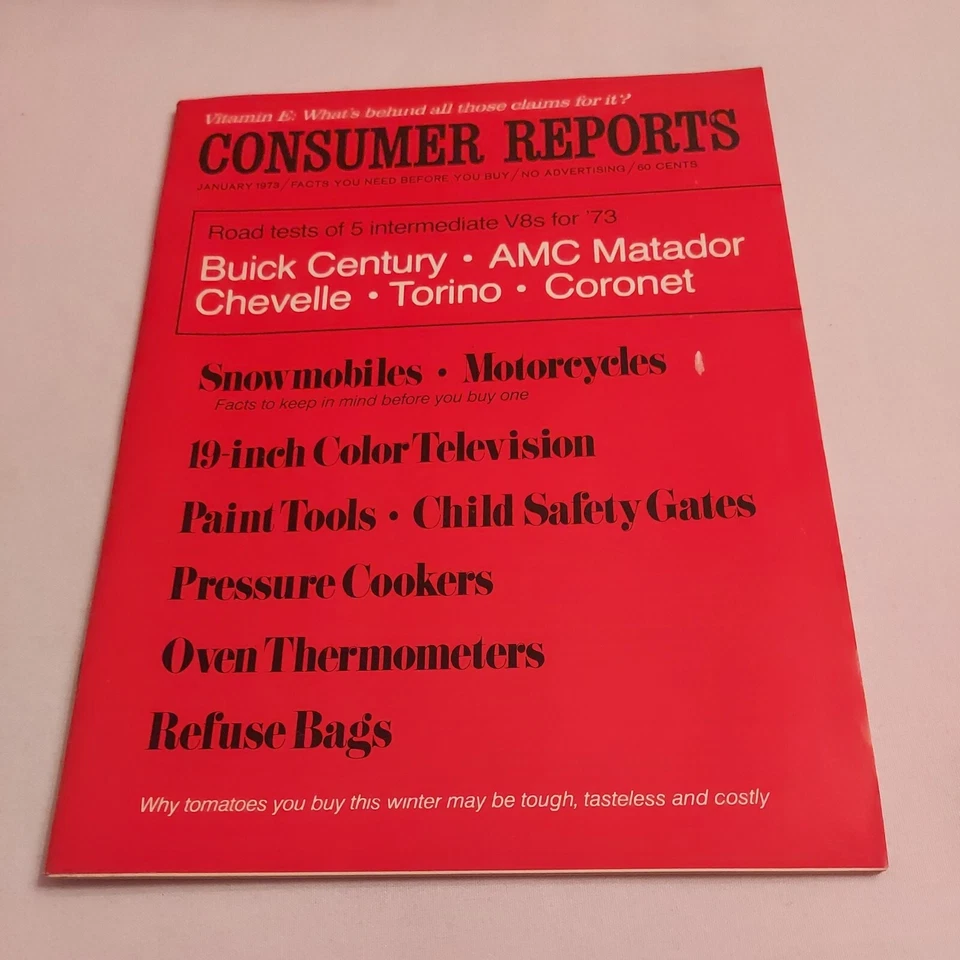 Vitamin E: What's behind all those claims for it?
CONSUMER REPORTS
JANUARY 1973 / FACTS YOU NEED BEFORE YOU BUY / NO ADVERTISING / 60 CENTS
Road tests of 5 intermediate V8s for '73
Buick Century • AMC Matador
Chevelle • Torino • Coronet
Snowmobiles • Motorcycles
Facts to keep in mind before you buy one
19-inch Color Television
Paint Tools • Child Safety Gates
Pressure Cookers
Oven Thermometers
Refuse Bags
Why tomatoes you buy this winter may be tough, tasteless and costly